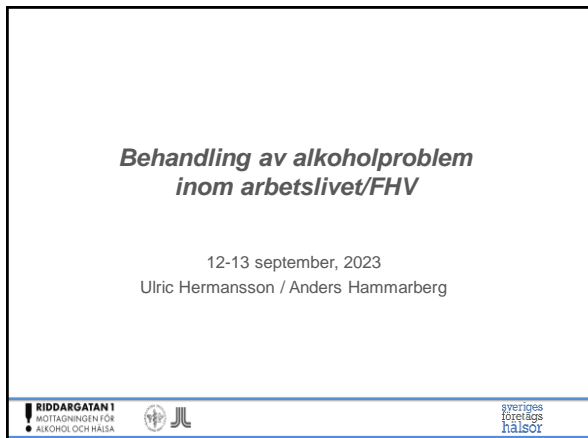 Behandling av alkoholproblem
inom arbetslivet/FHV
12-13 september, 2023
Ulric Hermansson / Anders Hammarberg
RIDDARGATAN 1
MOTTAGNINGEN FÖR
ALKOHOL OCH HÄLSA
sveriges
företags
hälsor